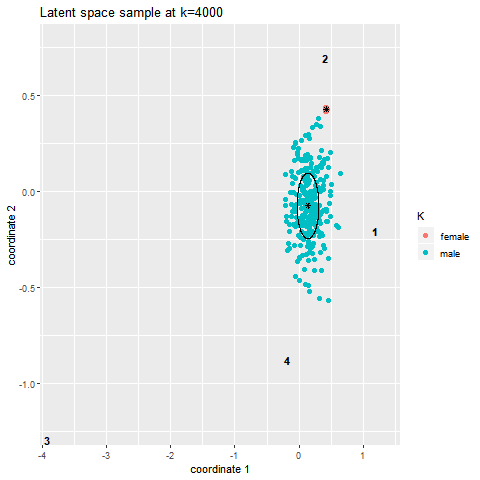 Latent space sample at k=4000
2
0.5
0.0
1
-0.5
4
-1.0
3
-4
-3
-2
-1
0
1
coordinate 1
coordinate 2
K
female
male